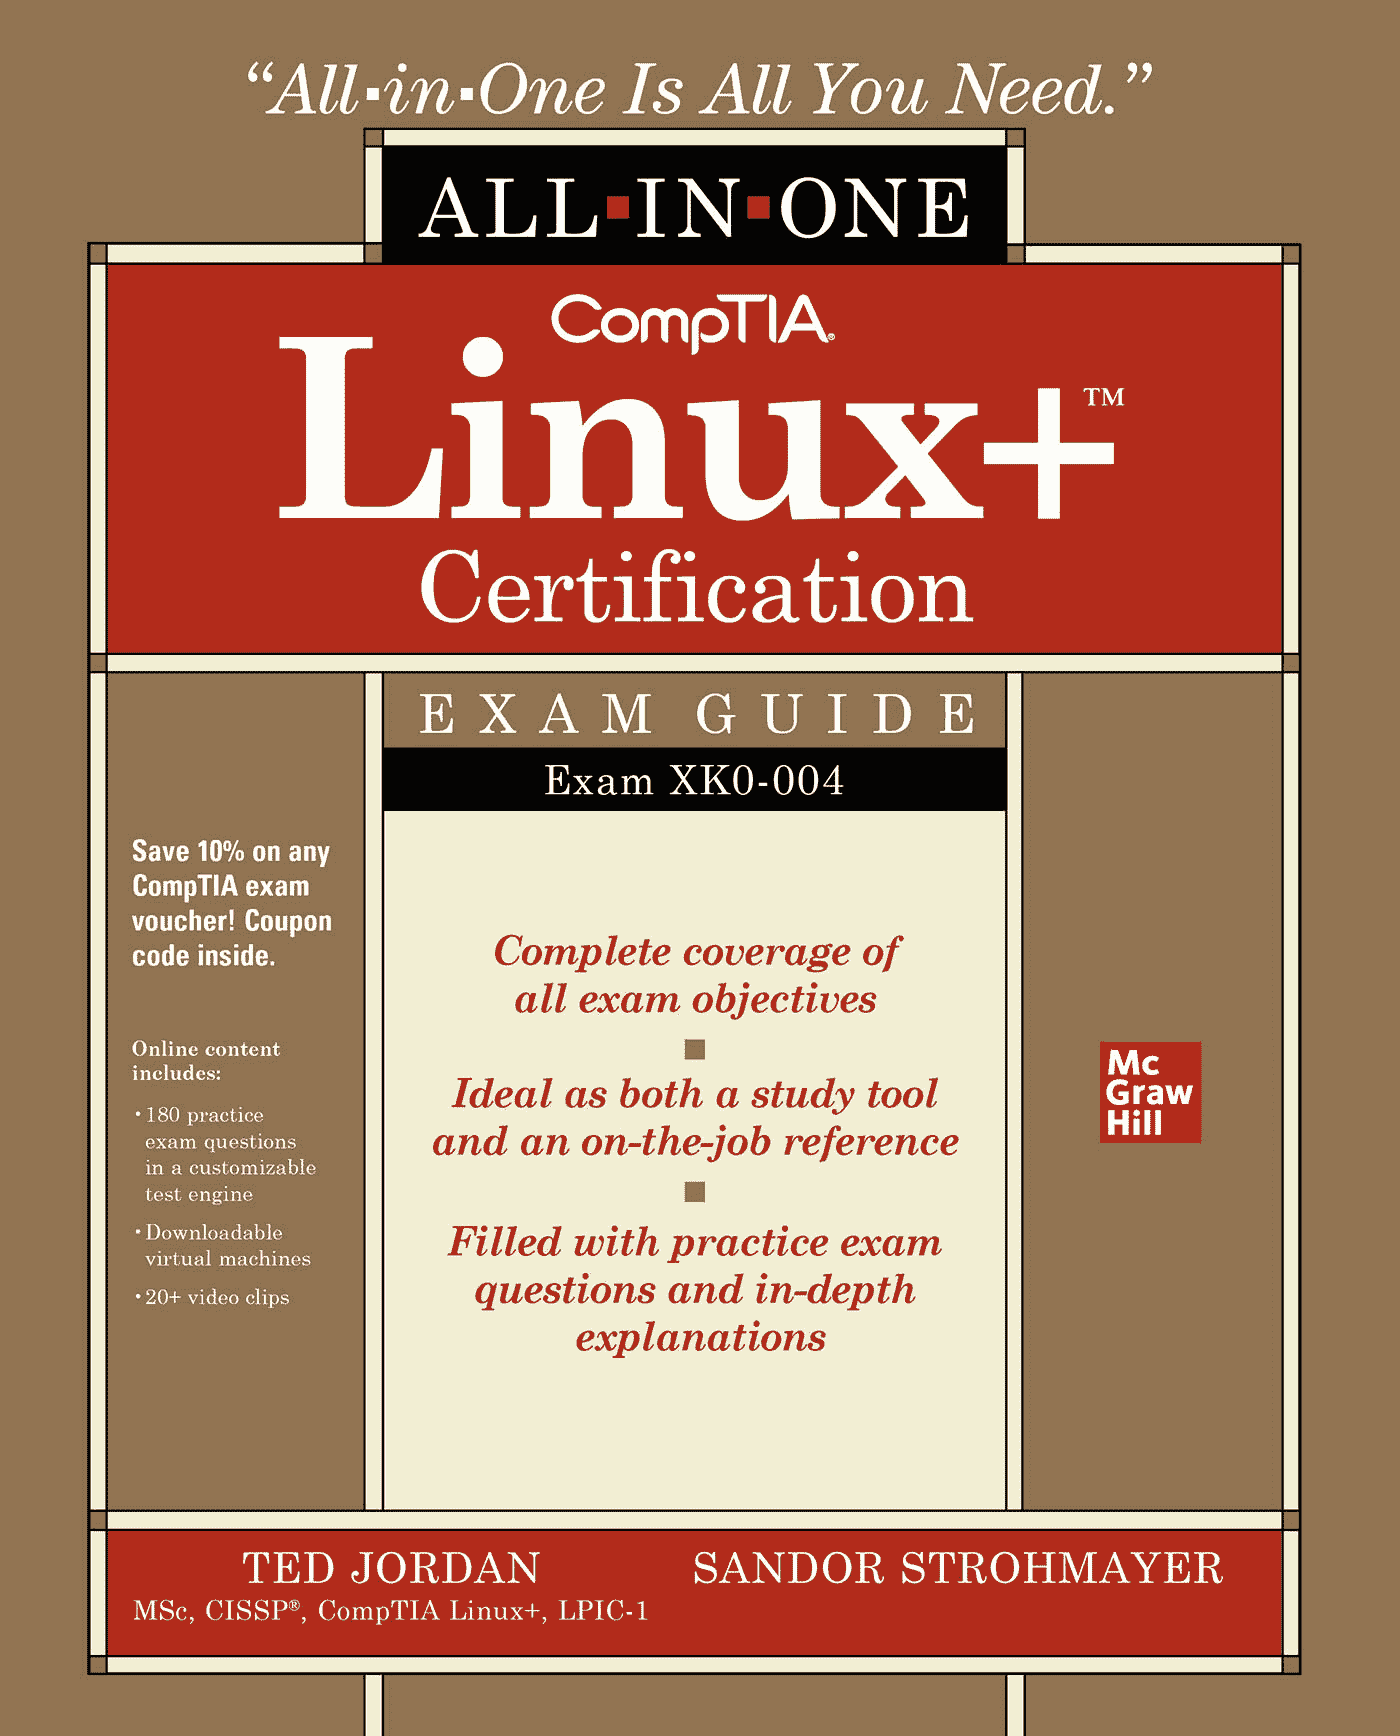 “All▪in▪One Is All You Need.”
ALL▪IN▪ONE
CompTIA®
Linux+™
Certification
EXAM GUIDE
Exam XK0-004
Save 10% on any
CompTIA exam
voucher! Coupon
code inside.
Online content
includes:
• 180 practice
exam questions
in a customizable
test engine
• Downloadable
virtual machines
• 20+ video clips
Complete coverage of
all exam objectives
Ideal as both a study tool
and an on-the-job reference
Filled with practice exam
questions and in-depth
explanations
Mc
Graw
Hill
TED JORDAN
MSc, CISSP®, CompTIA Linux+, LPIC-1
SANDOR STROHMAYER